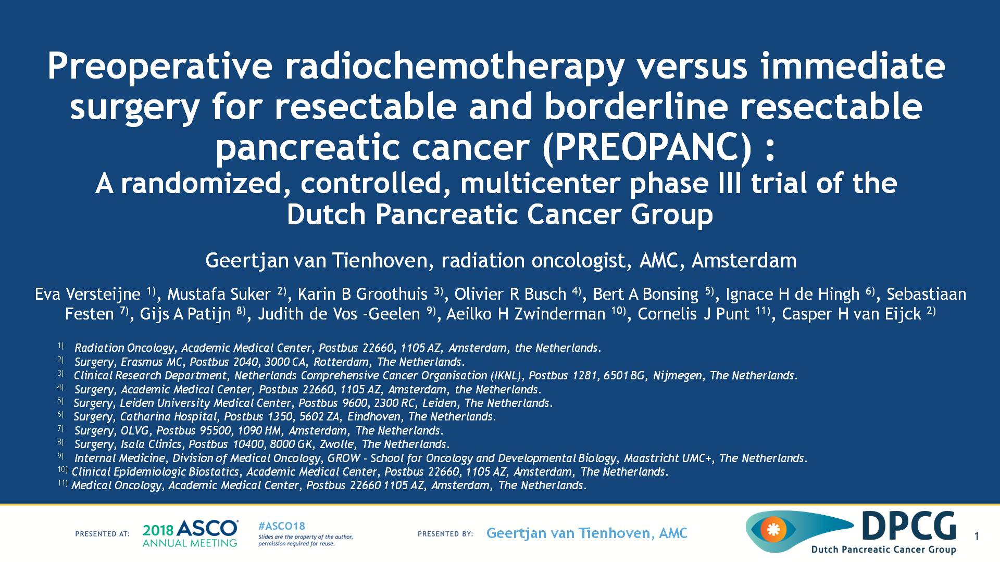 Preoperative radiochemotherapy versus immediate
surgery for resectable and borderline resectable
pancreatic cancer (PREOPANC) :
A randomized, controlled, multicenter phase III trial of the
Dutch Pancreatic Cancer Group
Geertjan van Tienhoven, radiation oncologist, AMC, Amsterdam
Eva Versteijne 1), Mustafa Suker 2), Karin B Groothuis 3), Olivier R Busch 4), Bert A Bonsing 5), Ignace H de Hingh 6), Sebastiaan
Festen 7), Gijs A Patijn 8), Judith de Vos -Geelen 9), Aeilko H Zwinderman 10), Cornelis J Punt 11), Casper H van Eijck 2)
1) Radiation Oncology, Academic Medical Center, Postbus 22660, 1105 AZ, Amsterdam, the Netherlands.
2) Surgery, Erasmus MC, Postbus 2040, 3000 CA, Rotterdam, The Netherlands.
3) Clinical Research Department, Netherlands Comprehensive Cancer Organisation (IKNL), Postbus 1281, 6501 BG, Nijmegen, The Netherlands.
4) Surgery, Academic Medical Center, Postbus 22660, 1105 AZ, Amsterdam, the Netherlands.
5) Surgery, Leiden University Medical Center, Postbus 9600, 2300 RC, Leiden, The Netherlands.
6) Surgery, Catharina Hospital, Postbus 1350, 5602 ZA, Eindhoven, The Netherlands.
7) Surgery, OLVG, Postbus 95500, 1090 HM, Amsterdam, The Netherlands.
8) Surgery, Isala Clinics, Postbus 10400, 8000 GK, Zwolle, The Netherlands.
9) Internal Medicine, Division of Medical Oncology, GROW - School for Oncology and Developmental Biology, Maastricht UMC+, The Netherlands.
10) Clinical Epidemiologic Biostatics, Academic Medical Center, Postbus 22660, 1105 AZ, Amsterdam, The Netherlands.
11) Medical Oncology, Academic Medical Center, Postbus 22660 1105 AZ, Amsterdam, The Netherlands.
PRESENTED AT:
2018 ASCO®
ANNUAL MEETING
#ASCO18
Slides are the property of the author,
permission required for reuse.
PRESENTED BY:
Geertjan van Tienhoven, AMC
DPCG
Dutch Pancreatic Cancer Group
1